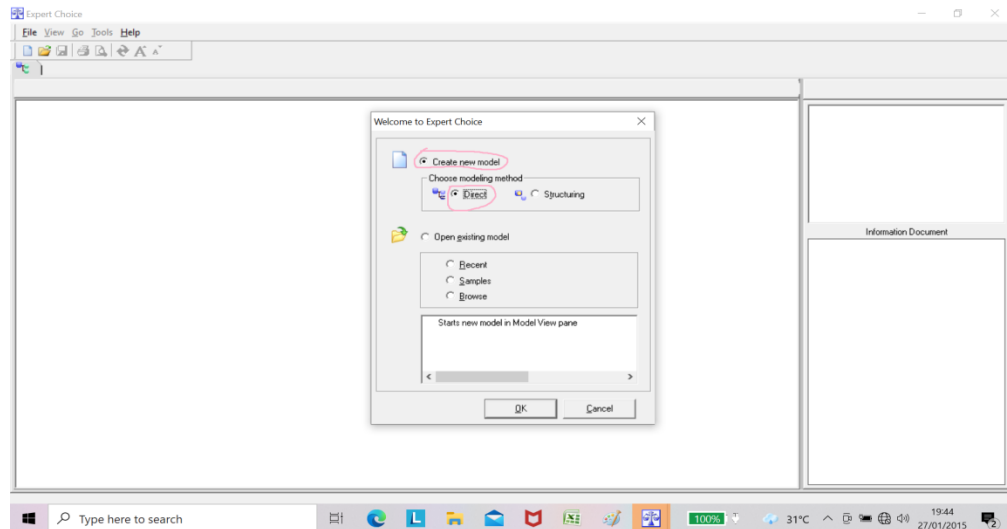 Expert Choice
File View Go Tools Help
A A
Welcome to Expert Choice
Create new model
Choose modeling method
Direct Structuring
Open existing model
Recent
Samples
Browse
Starts new model in Model View pane
OK Cancel
Information Document
Type here to search
L
100%
31°C
19:44
27/01/2015
2